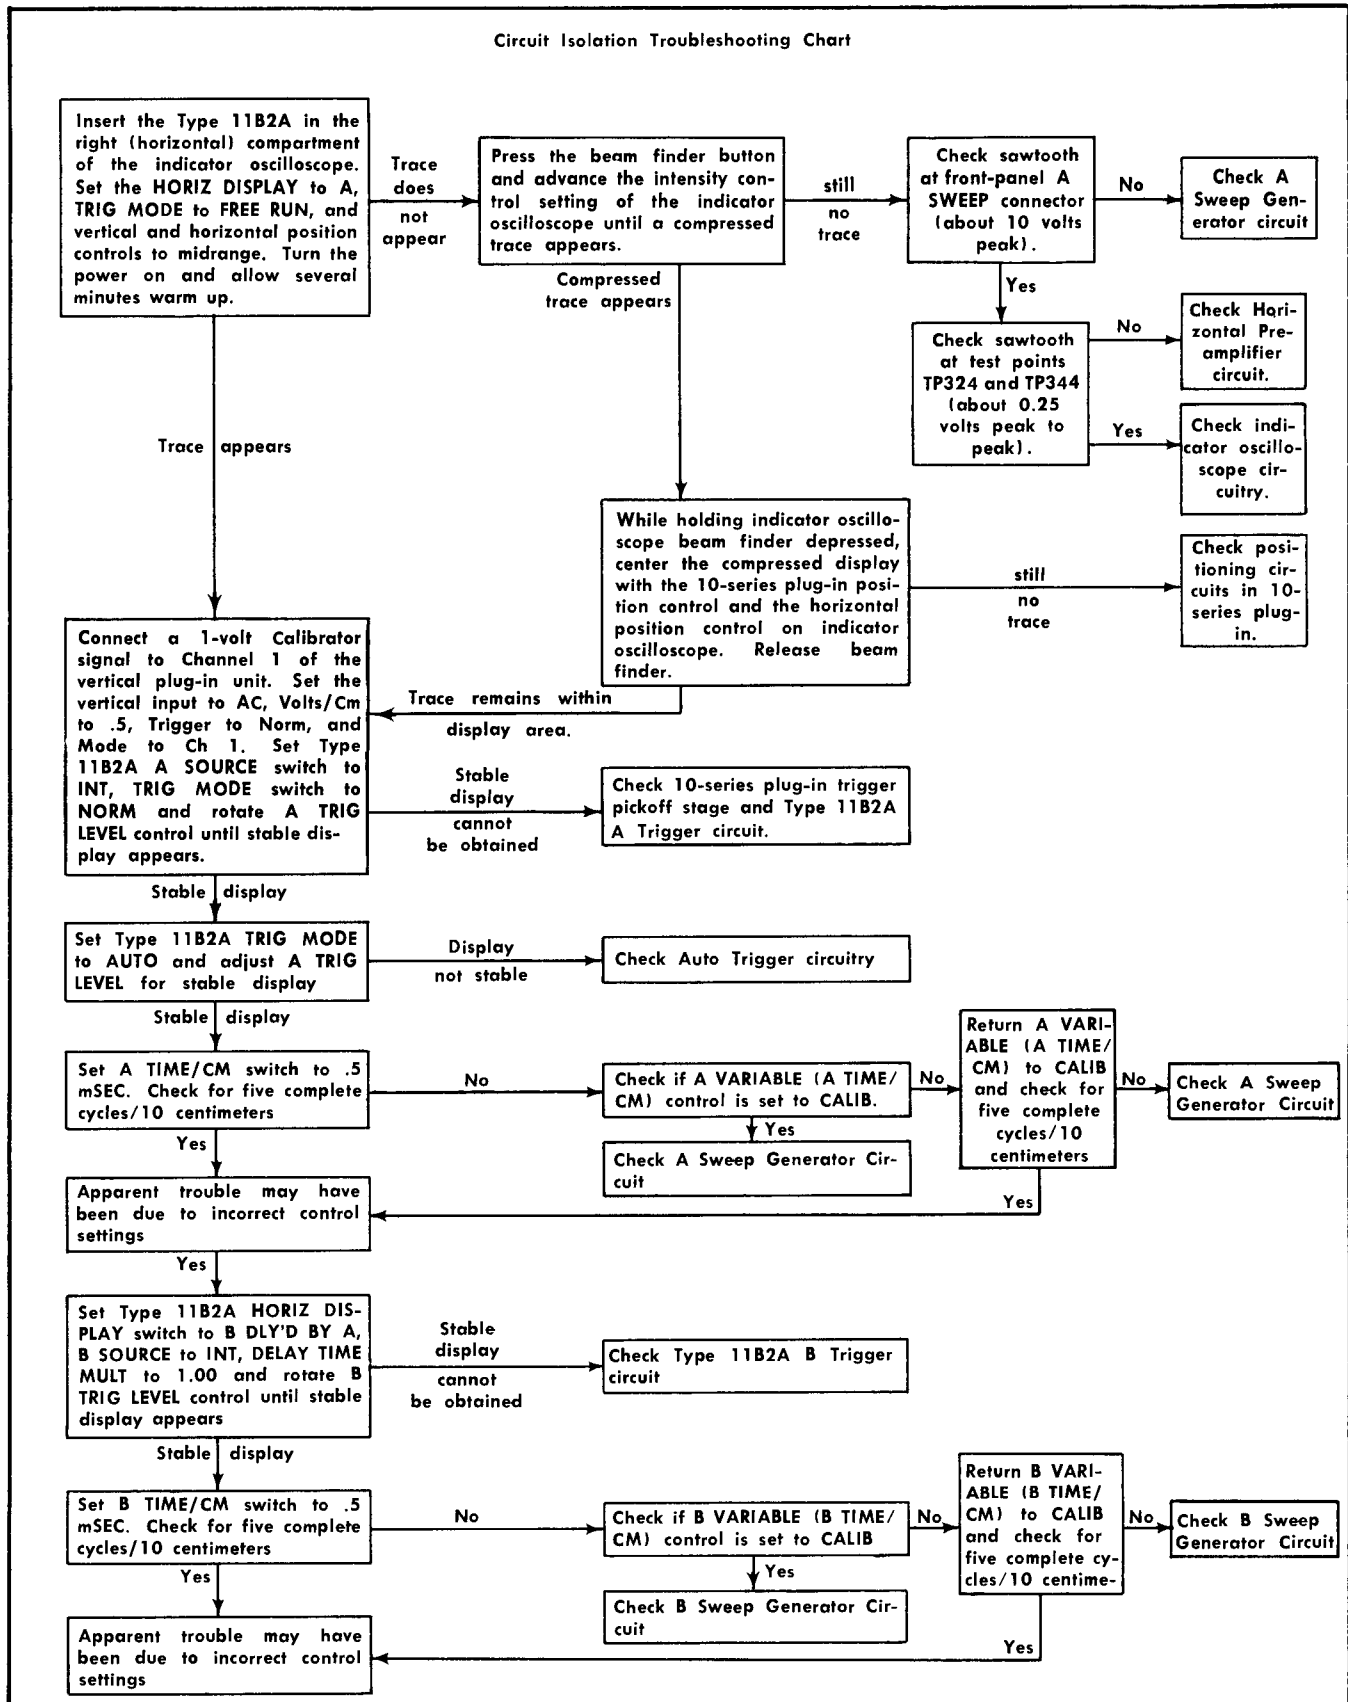 Circuit Isolation Troubleshooting Chart
Insert the Type 11B2A in the
right (horizontal) compartment
of the indicator oscilloscope.
Set the HORIZ DISPLAY to A,
TRIG MODE to FREE RUN, and
vertical and horizontal position
controls to midrange. Turn the
power on and allow several
minutes warm up.
Trace
does
not
appear
Press the beam finder button
and advance the intensity con-
trol setting of the indicator
oscilloscope until a compressed
trace appears.
still
no
trace
Check sawtooth
at front-panel A
SWEEP connector
(about 10 volts
peak).
No
Check A
Sweep Gen-
erator circuit
Compressed
trace appears
Yes
Check sawtooth
at test points
TP324 and TP344
(about 0.25
volts peak to
peak).
No
Check Hori-
zontal Pre-
amplifier
circuit.
Yes
Check indi-
cator oscillo-
scope cir-
cuitry.
Trace appears
While holding indicator oscillo-
scope beam finder depressed,
center the compressed display
with the 10-series plug-in posi-
tion control and the horizontal
position control on indicator
oscilloscope. Release beam
finder.
still
no
trace
Check posi-
tioning cir-
cuits in 10-
series plug-
in.
Trace remains within
display area.
Connect a 1-volt Calibrator
signal to Channel 1 of the
vertical plug-in unit. Set the
vertical input to AC, Volts/Cm
to .5, Trigger to Norm, and
Mode to Ch 1. Set Type
11B2A A SOURCE switch to
INT, TRIG MODE switch to
NORM and rotate A TRIG
LEVEL control until stable dis-
play appears.
Stable
display
cannot
be obtained
Check 10-series plug-in trigger
pickoff stage and Type 11B2A
A Trigger circuit.
Stable display
Set Type 11B2A TRIG MODE
to AUTO and adjust A TRIG
LEVEL for stable display
Display
not stable
Check Auto Trigger circuitry
Stable display
Set A TIME/CM switch to .5
mSEC. Check for five complete
cycles/10 centimeters
No
Check if A VARIABLE (A TIME/
CM) control is set to CALIB.
No
Return A VARI-
ABLE (A TIME/
CM) to CALIB
and check for
five complete
cycles/10
centimeters
No
Check A Sweep
Generator Circuit
Yes
Yes
Check A Sweep Generator Cir-
cuit
Yes
Apparent trouble may have
been due to incorrect control
settings
Yes
Set Type 11B2A HORIZ DIS-
PLAY switch to B DLY'D BY A,
B SOURCE to INT, DELAY TIME
MULT to 1.00 and rotate B
TRIG LEVEL control until stable
display appears
Stable
display
cannot
be obtained
Check Type 11B2A B Trigger
circuit
Stable display
Set B TIME/CM switch to .5
mSEC. Check for five complete
cycles/10 centimeters
No
Check if B VARIABLE (B TIME/
CM) control is set to CALIB
No
Return B VARI-
ABLE (B TIME/
CM) to CALIB
and check for
five complete cy-
cles/10 centime-
No
Check B Sweep
Generator Circuit
Yes
Yes
Check B Sweep Generator Cir-
cuit
Yes
Apparent trouble may have
been due to incorrect control
settings